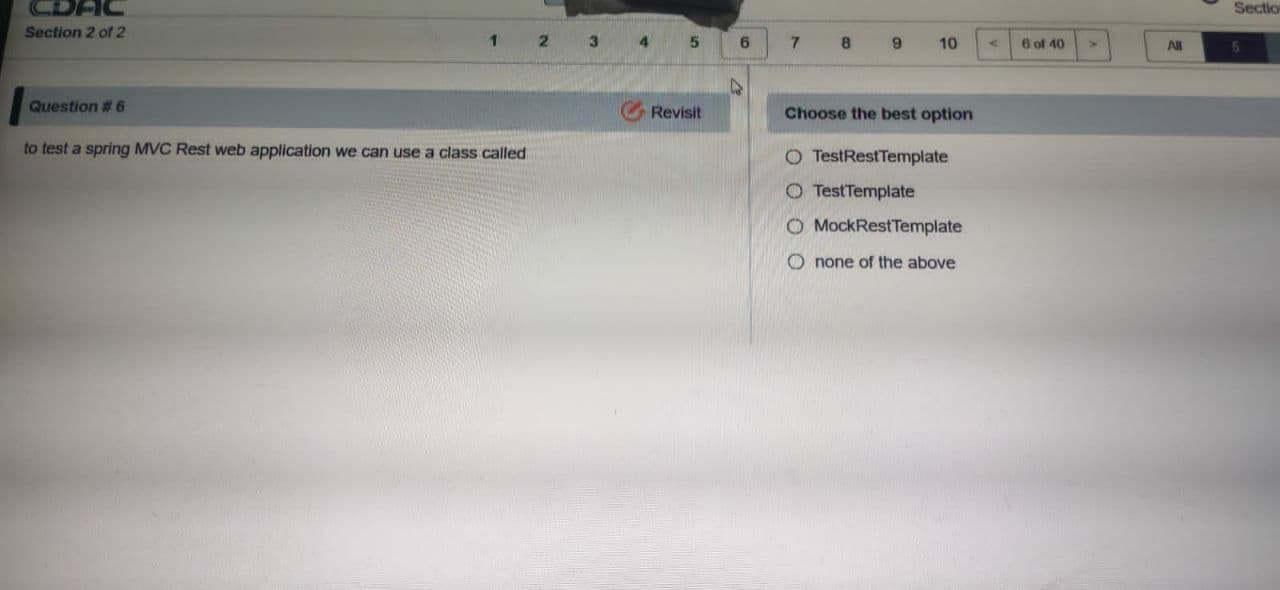 CDAC
Section 2 of 2
1 2 3 4 5 6 7 8 9 10 < 6 of 40 > All 5
Question # 6
Revisit
to test a spring MVC Rest web application we can use a class called
Choose the best option
TestRestTemplate
TestTemplate
MockRestTemplate
none of the above